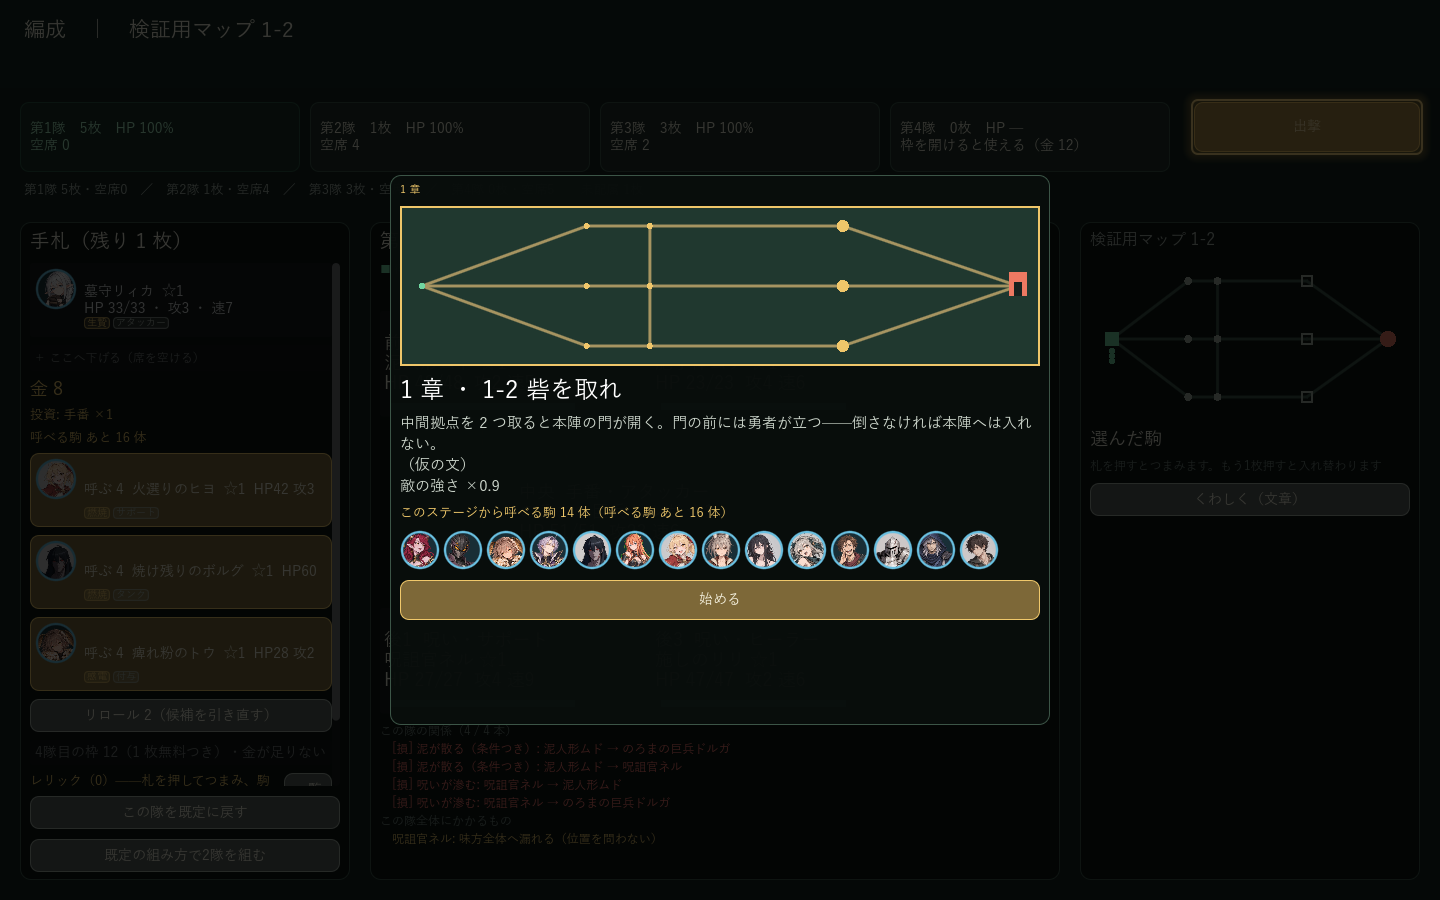 編成 ｜ 検証用マップ 1-2
第1隊　5枚　HP 100%
空席 0
第2隊　1枚　HP 100%
空席 4
第3隊　3枚　HP 100%
空席 2
第4隊　0枚　HP —
枠を開けると使える（金 12）
出撃
第1隊 5枚・空席0　／　第2隊 1枚・空席4　／　第3隊 3枚・空
手札（残り 1 枚）
墓守リィカ ☆1
HP 33/33 ・ 攻3 ・ 速7
生贄 アタッカー
＋ ここへ下げる（席を空ける）
金 8
投資: 手番 ×1
呼べる駒 あと 16 体
呼ぶ 4 火選りのヒヨ ☆1 HP42 攻3
サポート
呼ぶ 4 焼け残りのボルグ ☆1 HP60
タンク
呼ぶ 4 痺れ粉のトウ ☆1 HP28 攻2
リロール 2（候補を引き直す）
4隊目の枠 12（1 枚無料つき）・金が足りない
レリック（0）——札を押してつまみ、駒
この隊を既定に戻す
既定の組み方で2隊を組む
1 章
1 章 ・ 1-2 砦を取れ
中間拠点を 2 つ取ると本陣の門が開く。門の前には勇者が立つ——倒さなければ本陣へは入れ
ない。
（仮の文）
敵の強さ ×0.9
このステージから呼べる駒 14 体（呼べる駒 あと 16 体）
始める
この隊の関係（4 / 4 本）
[損] 泥が散る（条件つき）: 泥人形ムド → のろまの巨兵ドルガ
[損] 泥が散る（条件つき）: 泥人形ムド → 呪詛官ネル
[損] 呪いが滲む: 呪詛官ネル → 泥人形ムド
[損] 呪いが滲む: 呪詛官ネル → のろまの巨兵ドルガ
この隊全体にかかるもの
呪詛官ネル: 味方全体へ漏れる（位置を問わない）
検証用マップ 1-2
選んだ駒
札を押すとつまみます。もう1枚押すと入れ替わります
くわしく（文章）